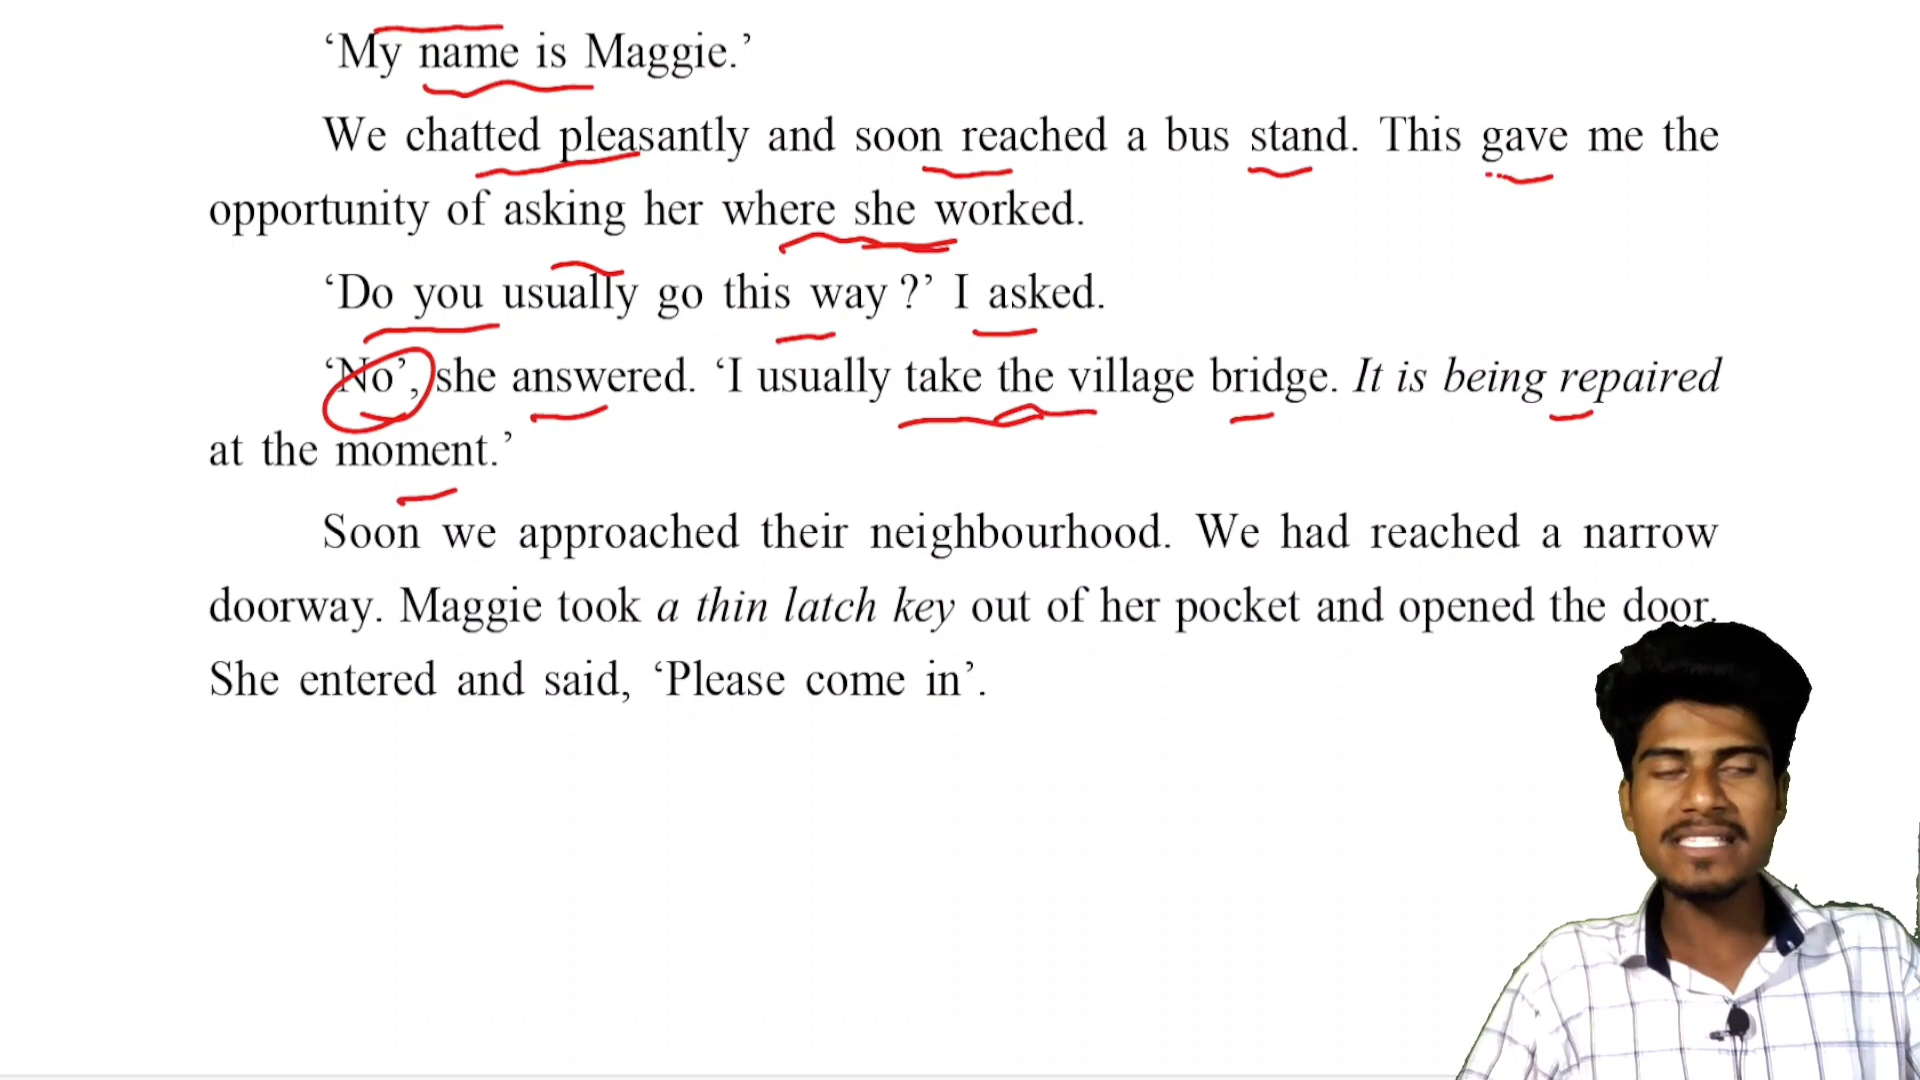 ‘My name is Maggie.’
We chatted pleasantly and soon reached a bus stand. This gave me the
opportunity of asking her where she worked.
‘Do you usually go this way ?’ I asked.
‘No’, she answered. ‘I usually take the village bridge. It is being repaired
at the moment.’
Soon we approached their neighbourhood. We had reached a narrow
doorway. Maggie took a thin latch key out of her pocket and opened the door.
She entered and said, ‘Please come in’.